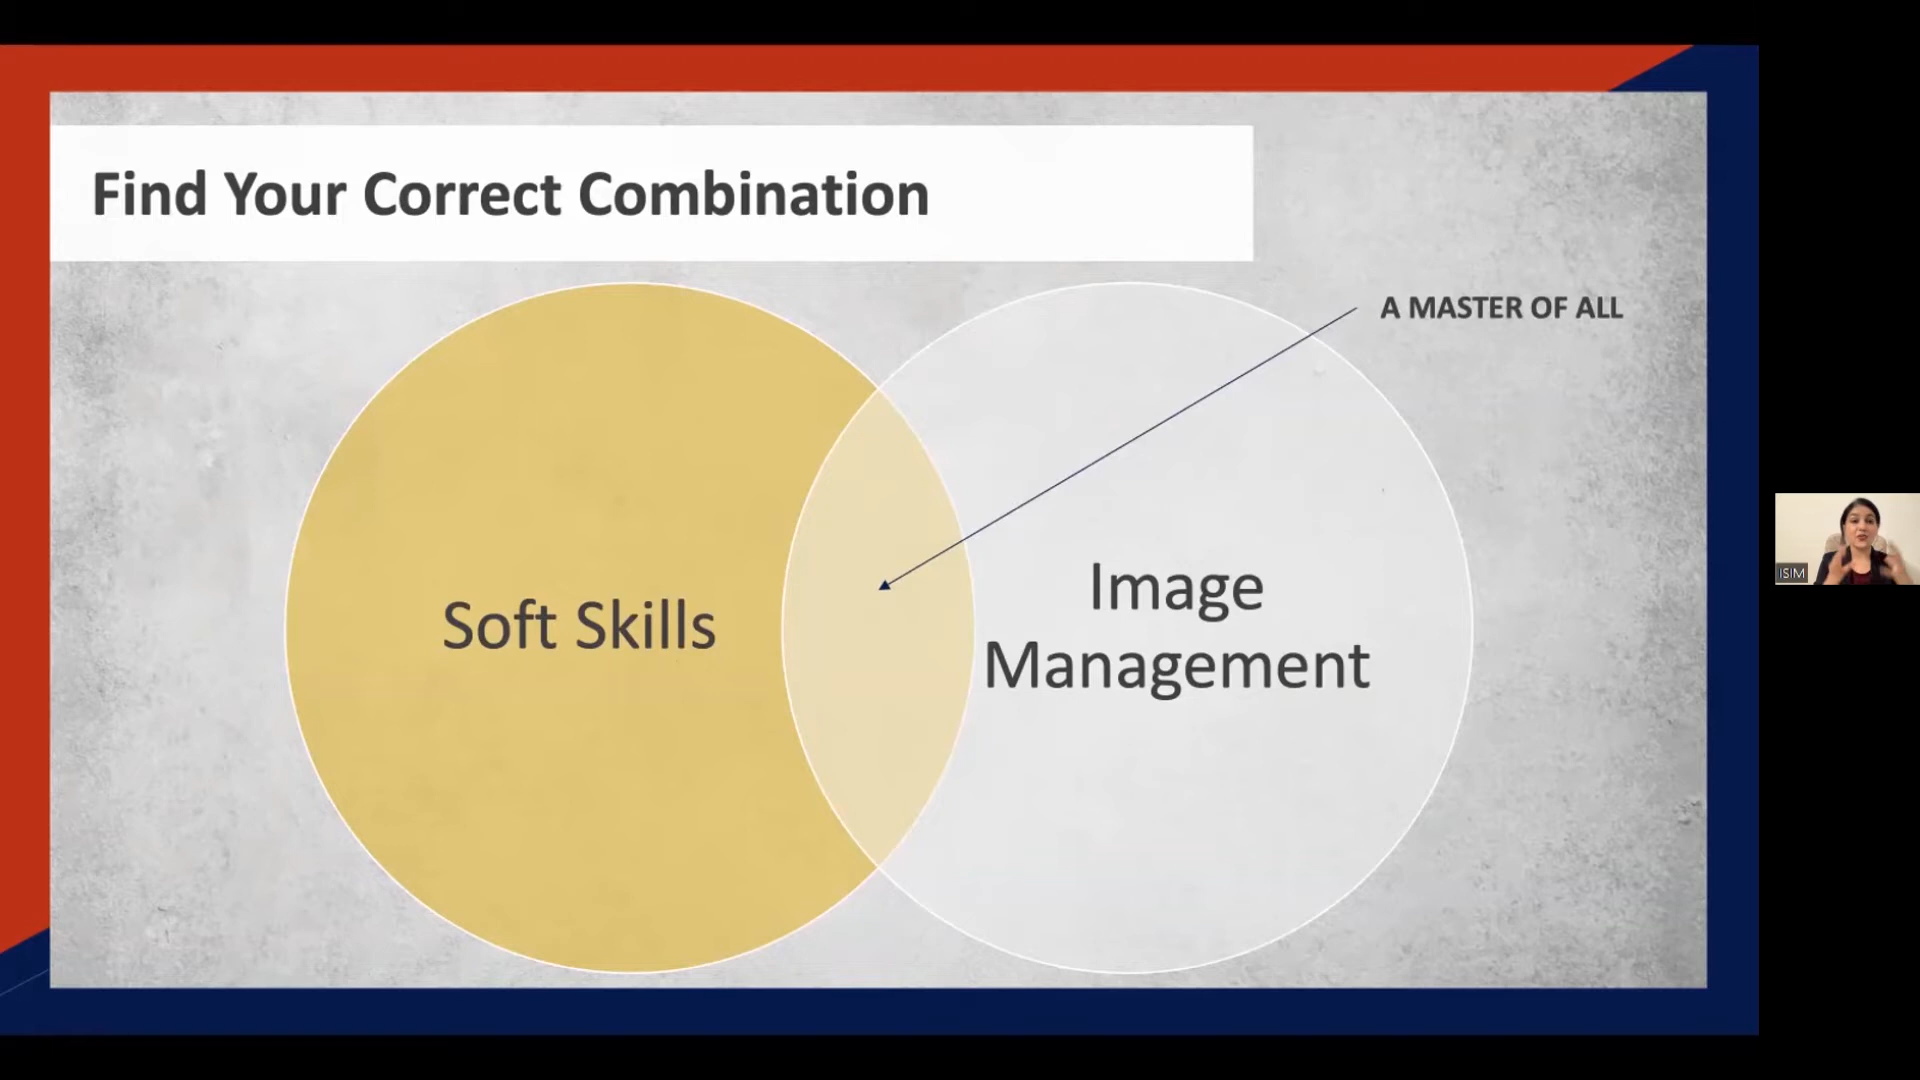 Find Your Correct Combination
A MASTER OF ALL
Soft Skills
Image
Management
ISIM